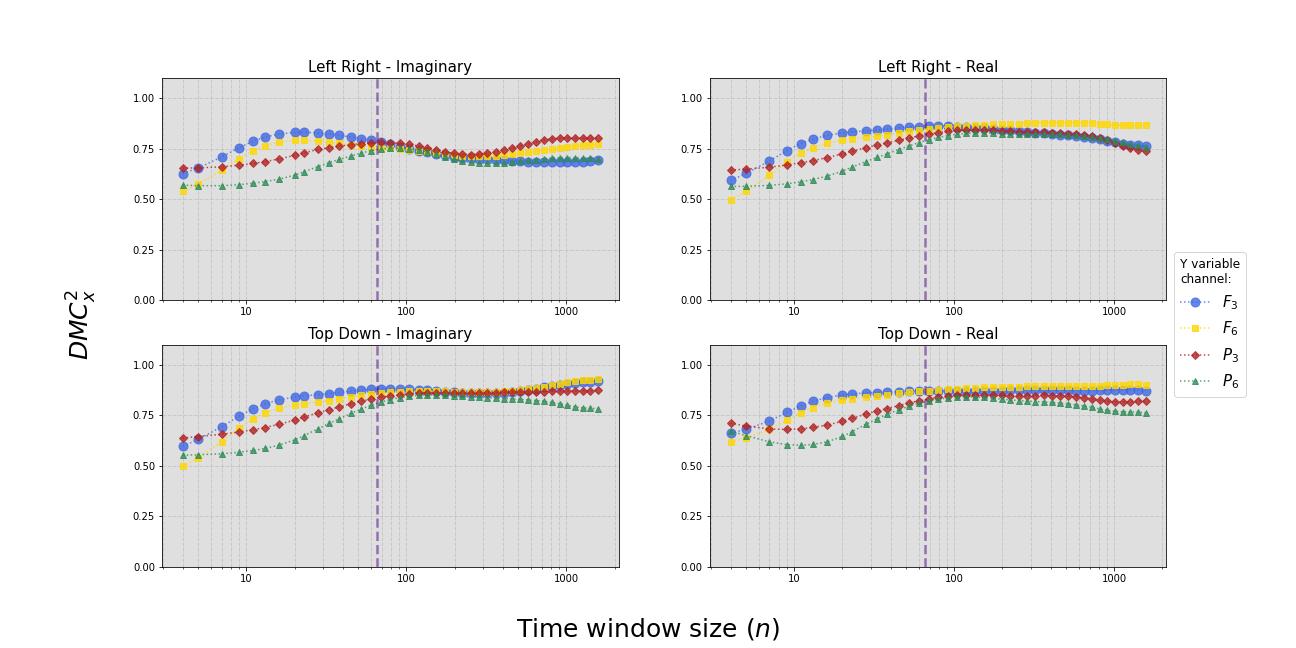 Left Right - Imaginary
1.00
0.75
0.50
0.25
0.00
10 100 1000
Left Right - Real
1.00
0.75
0.50
0.25
0.00
10 100 1000
Top Down - Imaginary
1.00
0.75
0.50
0.25
0.00
10 100 1000
Top Down - Real
1.00
0.75
0.50
0.25
0.00
10 100 1000
Y variable
channel:
F3
F6
P3
P6
DMC²ₓ
Time window size (n)